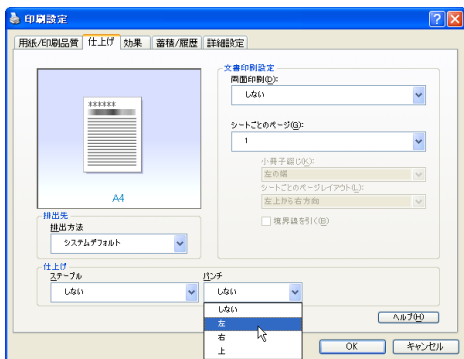 印刷設定
用紙/印刷品質 仕上げ 効果 蓄積/履歴 詳細設定
******
A4
排出先
排出方法
システムデフォルト
文書印刷設定
両面印刷(D):
しない
シートごとのページ(G):
1
小冊子綴じ(K):
左の端
シートごとのページレイアウト(L):
左上から右方向
境界線を引く(B)
仕上げ
ステープル
しない
パンチ
しない
しない
左
右
上
ヘルプ(H)
OK キャンセル